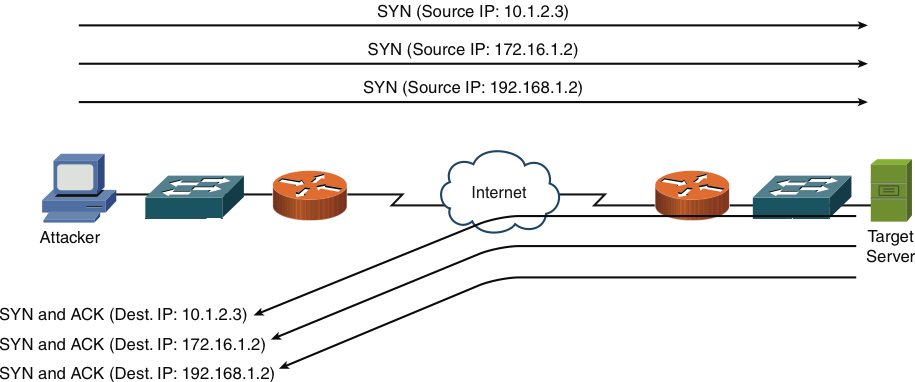 SYN (Source IP: 10.1.2.3)
SYN (Source IP: 172.16.1.2)
SYN (Source IP: 192.168.1.2)
Internet
Attacker
Target
Server
SYN and ACK (Dest. IP: 10.1.2.3)
SYN and ACK (Dest. IP: 172.16.1.2)
SYN and ACK (Dest. IP: 192.168.1.2)